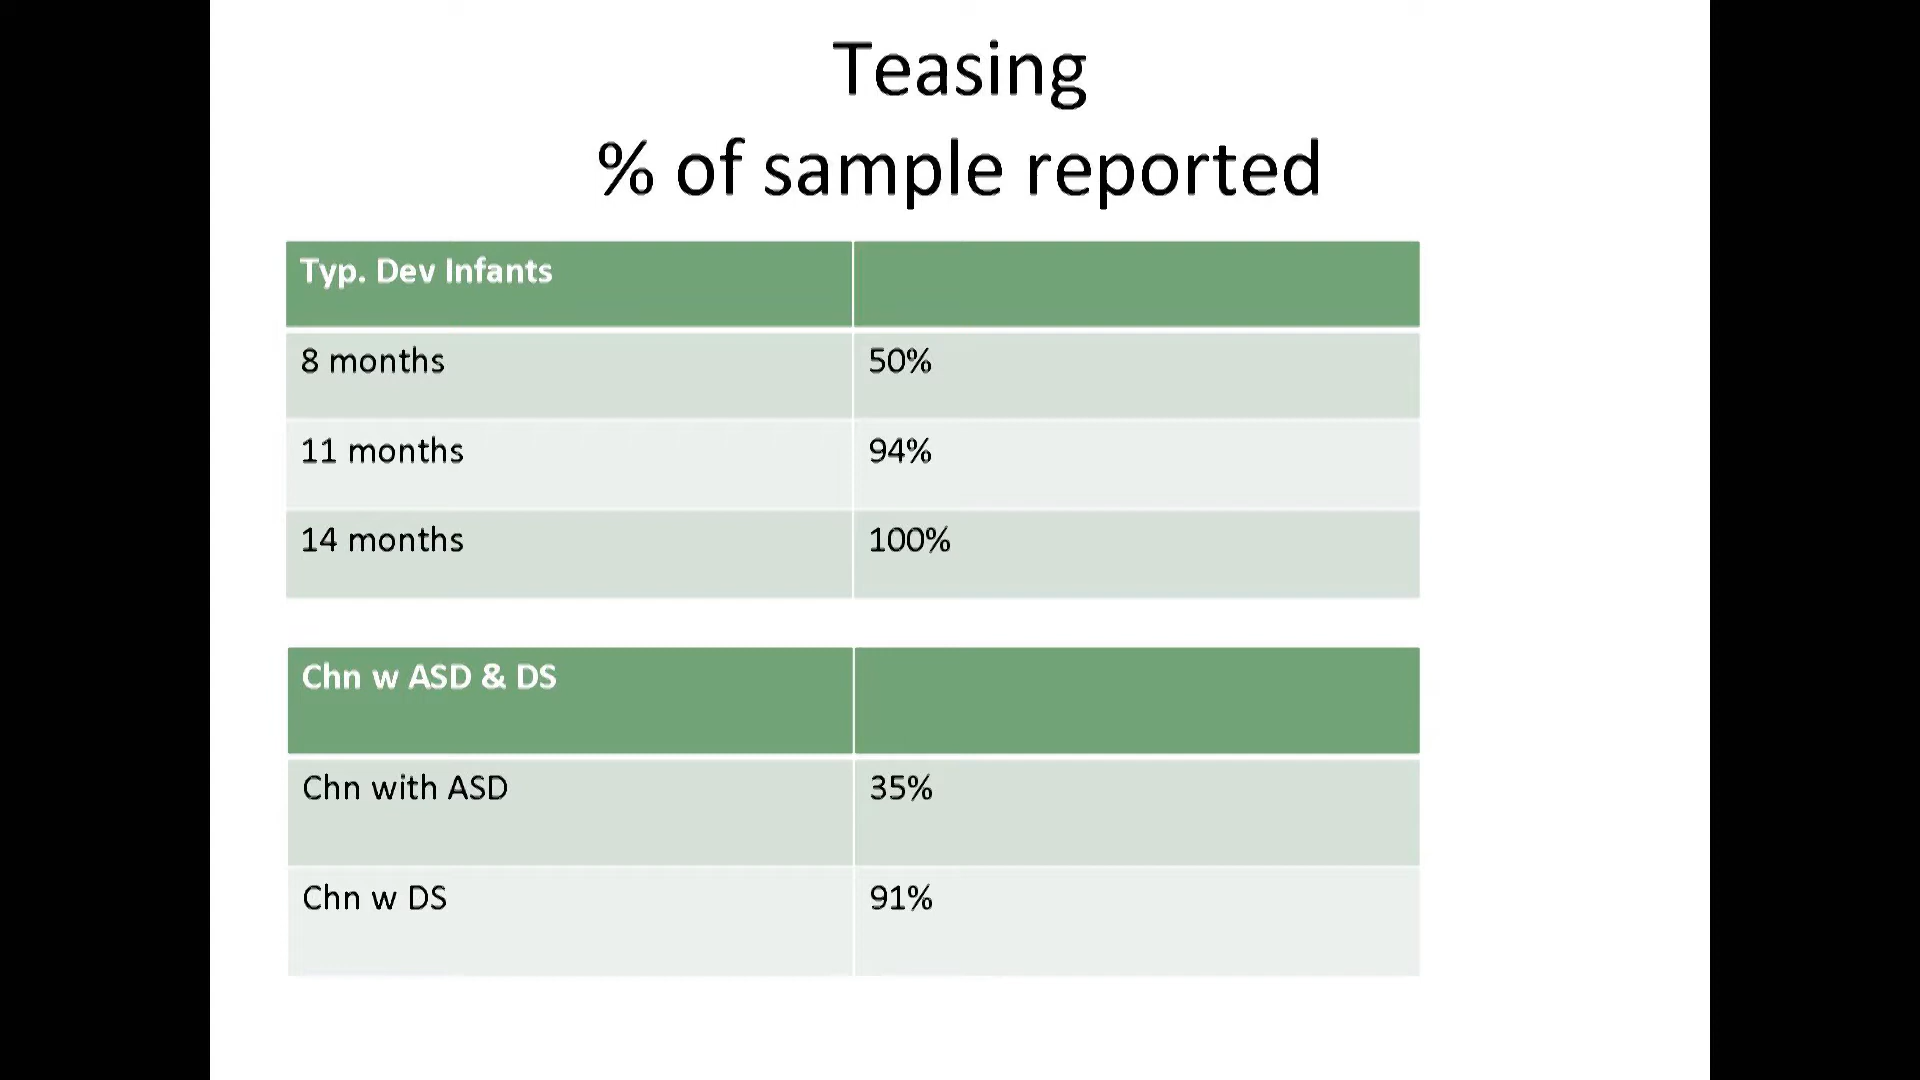 Teasing
% of sample reported
Typ. Dev Infants
8 months 50%
11 months 94%
14 months 100%
Chn w ASD & DS
Chn with ASD 35%
Chn w DS 91%